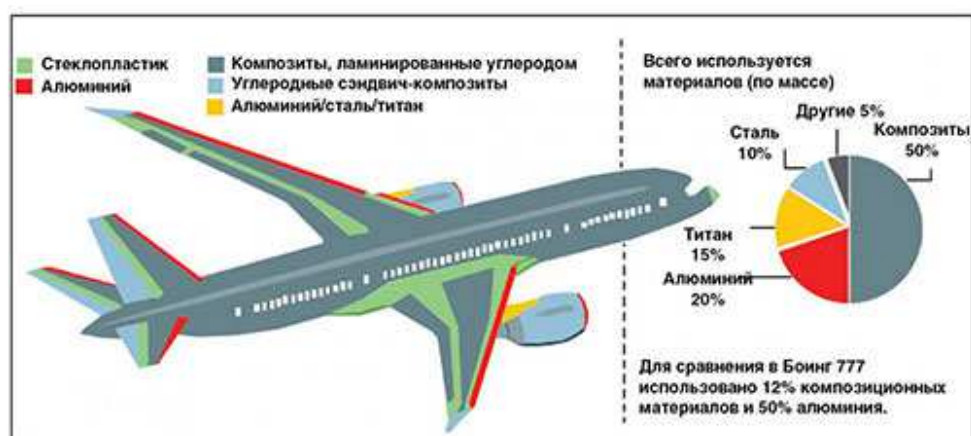 Стеклопластик
Алюминий
Композиты, ламинированные углеродом
Углеродные сэндвич-композиты
Алюминий/сталь/титан
Всего используется
материалов (по массе)
Другие 5%
Сталь
10%
Композиты
50%
Титан
15%
Алюминий
20%
Для сравнения в Боинг 777
использовано 12% композиционных
материалов и 50% алюминия.